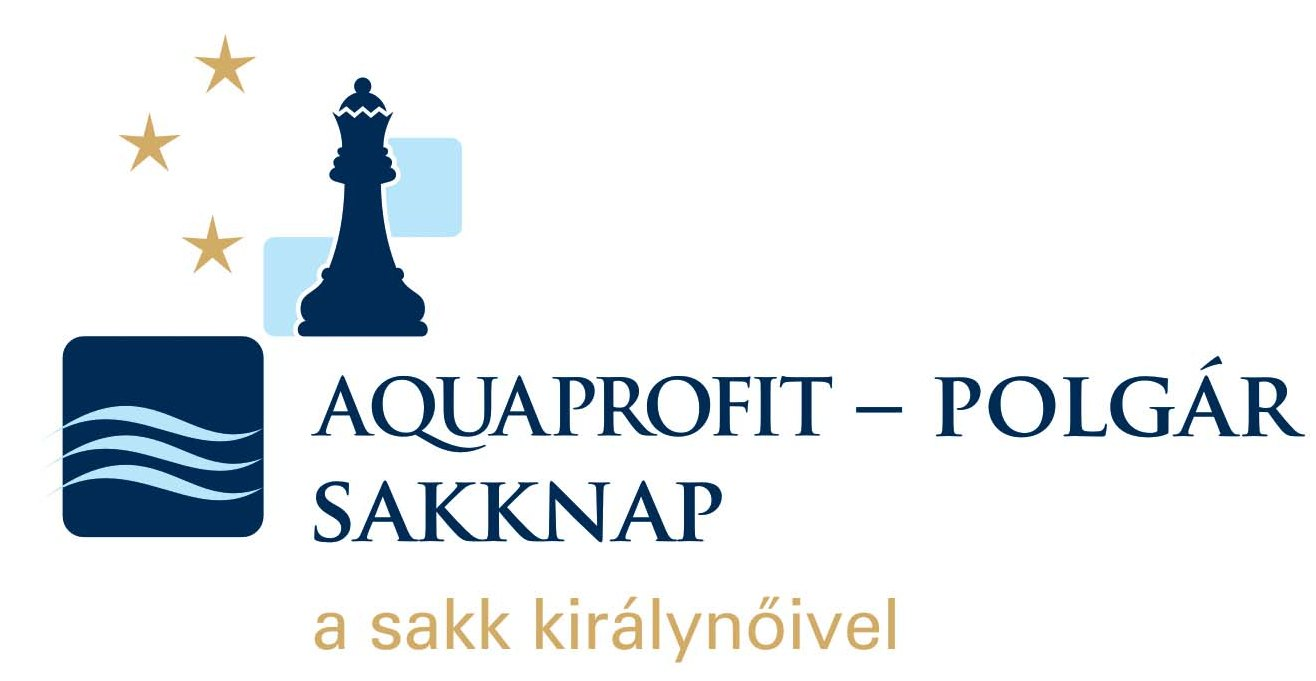 AQUAPROFIT – POLGÁR
SAKKNAP
a sakk királynőivel